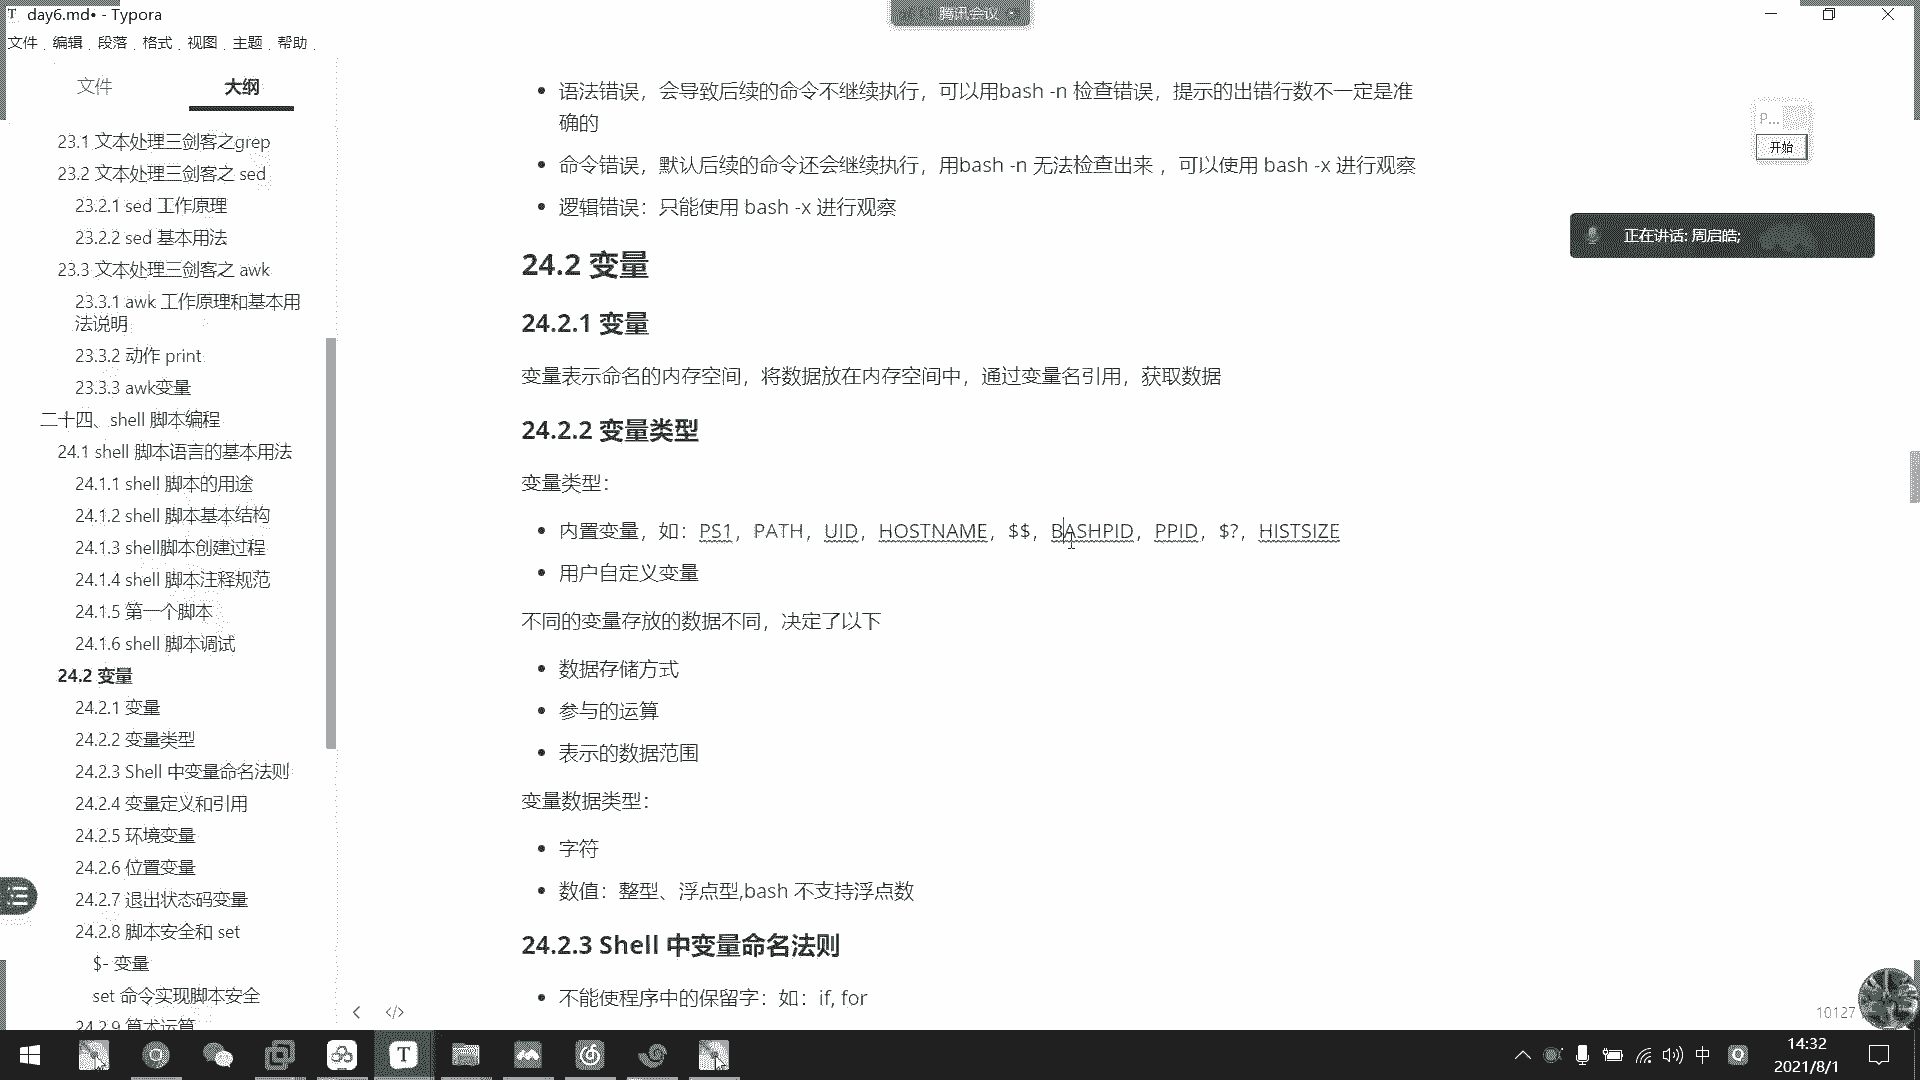 day6.md• - Typora
腾讯会议
文件 编辑 段落 格式 视图 主题 帮助
文件 大纲
23.1 文本处理三剑客之grep
23.2 文本处理三剑客之 sed
23.2.1 sed 工作原理
23.2.2 sed 基本用法
23.3 文本处理三剑客之 awk
23.3.1 awk 工作原理和基本用
法说明
23.3.2 动作 print
23.3.3 awk变量
二十四、shell 脚本编程
24.1 shell 脚本语言的基本用法
24.1.1 shell 脚本的用途
24.1.2 shell 脚本基本结构
24.1.3 shell脚本创建过程
24.1.4 shell 脚本注释规范
24.1.5 第一个脚本
24.1.6 shell 脚本调试
24.2 变量
24.2.1 变量
24.2.2 变量类型
24.2.3 Shell 中变量命名法则
24.2.4 变量定义和引用
24.2.5 环境变量
24.2.6 位置变量
24.2.7 退出状态码变量
24.2.8 脚本安全和 set
$- 变量
set 命令实现脚本安全
24.2.9 算术运算
语法错误，会导致后续的命令不继续执行，可以用bash -n 检查错误，提示的出错行数不一定是准
确的
命令错误，默认后续的命令还会继续执行，用bash -n 无法检查出来 ，可以使用 bash -x 进行观察
逻辑错误：只能使用 bash -x 进行观察
24.2 变量
24.2.1 变量
变量表示命名的内存空间，将数据放在内存空间中，通过变量名引用，获取数据
24.2.2 变量类型
变量类型：
内置变量，如：PS1，PATH，UID，HOSTNAME，$$，BASHPID，PPID，$?，HISTSIZE
用户自定义变量
不同的变量存放的数据不同，决定了以下
数据存储方式
参与的运算
表示的数据范围
变量数据类型：
字符
数值：整型、浮点型,bash 不支持浮点数
24.2.3 Shell 中变量命名法则
不能使程序中的保留字：如：if, for
P...
开始
正在讲话: 周启皓;
10127
中
14:32
2021/8/1